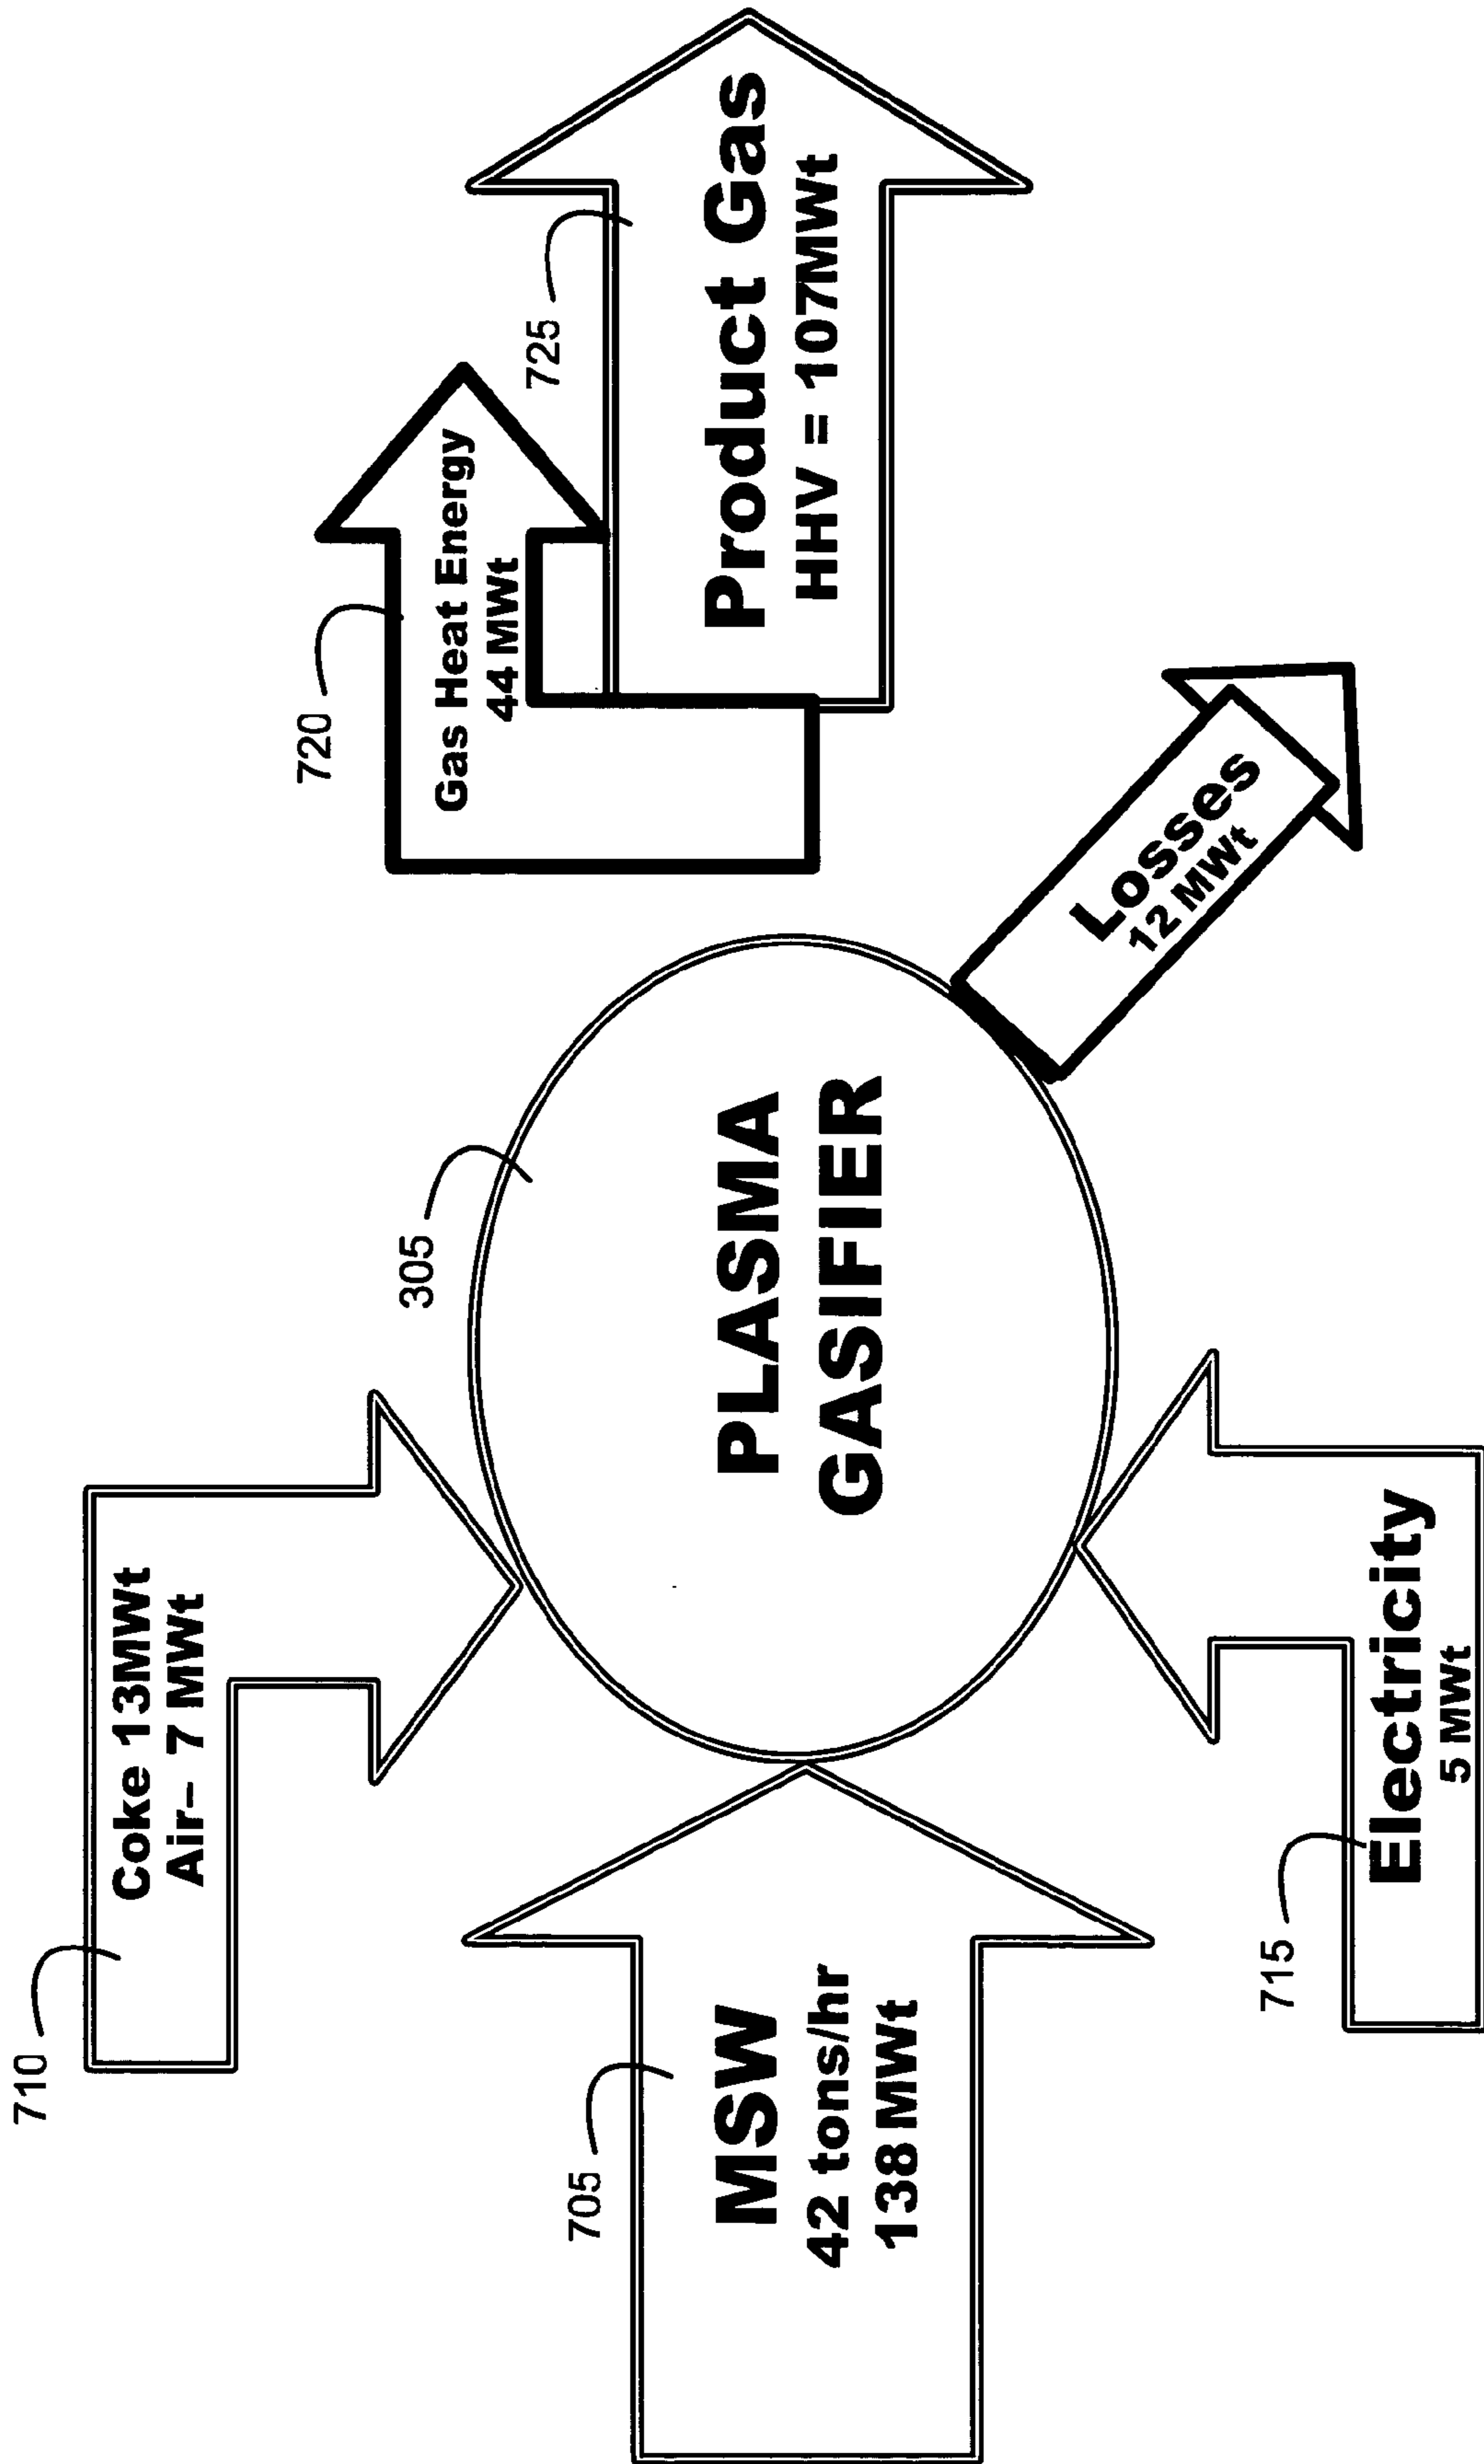 710
Coke 13MWt
Air– 7 MWt
705
MSW
42 tons/hr
138 MWt
715
Electricity
5 MWt
305
PLASMA
GASIFIER
720
Gas Heat Energy
44 MWt
725
Product Gas
HHV = 107MWt
Losses
12 MWt